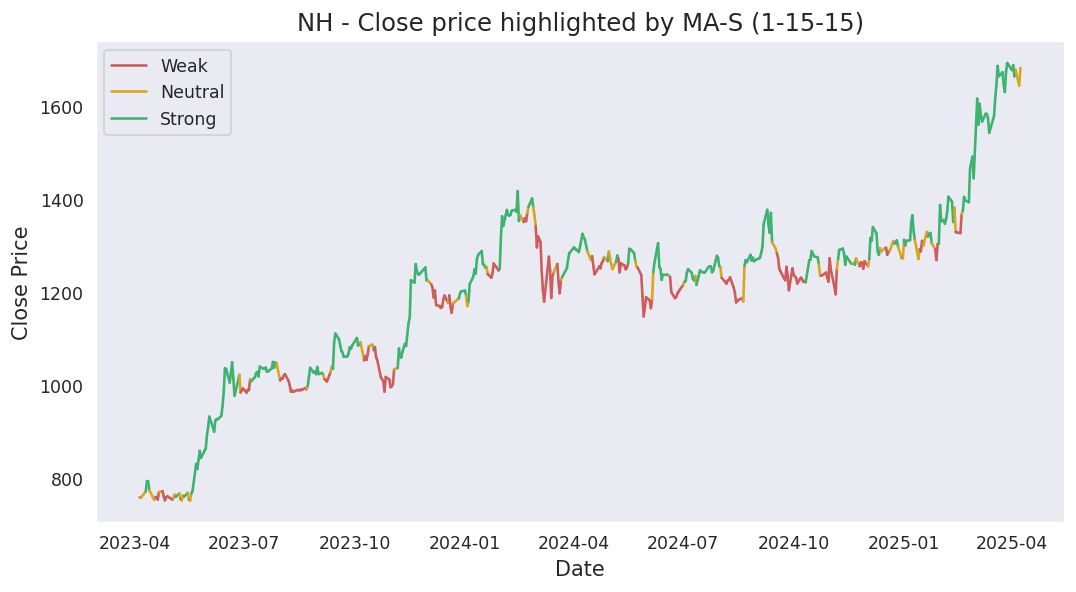 NH - Close price highlighted by MA-S (1-15-15)
Weak
Neutral
Strong
Close Price
1600
1400
1200
1000
800
2023-04 2023-07 2023-10 2024-01 2024-04 2024-07 2024-10 2025-01 2025-04
Date